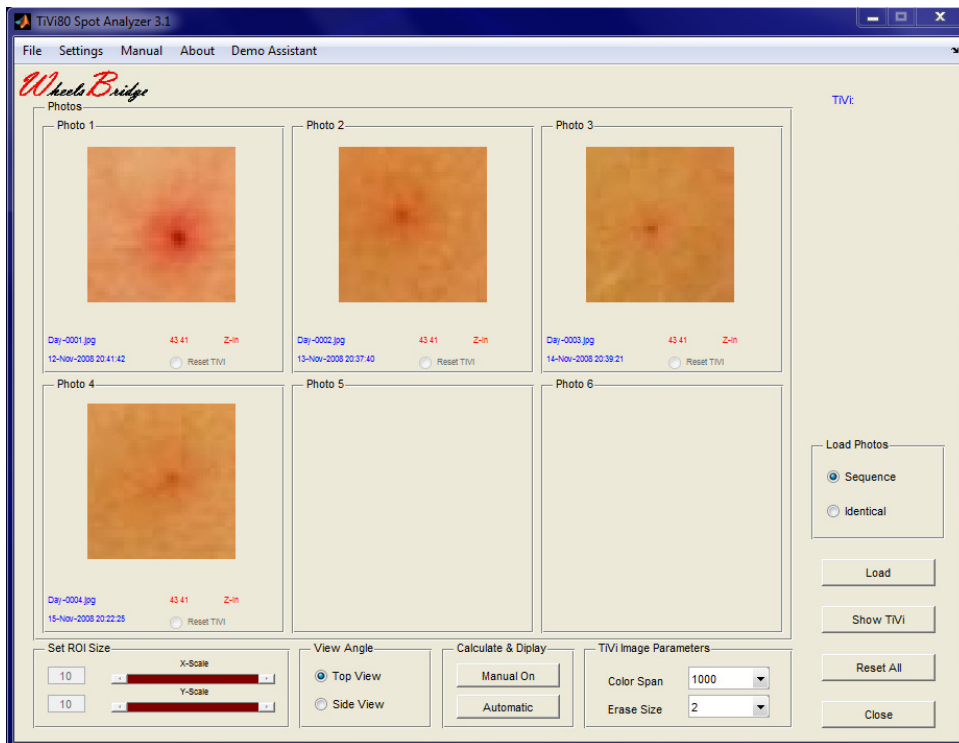 TiVi80 Spot Analyzer 3.1
File Settings Manual About Demo Assistant
WheelsBridge
TiVi:
Photos
Photo 1 Photo 2 Photo 3
Day-0001.jpg 43 41 Z-In Day-0002.jpg 43 41 Z-In Day-0003.jpg 43 41 Z-In
12-Nov-2008 20:41:42 Reset TiVi 13-Nov-2008 20:37:40 Reset TiVi 14-Nov-2008 20:39:21 Reset TiVi
Photo 4 Photo 5 Photo 6
Day-0004.jpg 43 41 Z-In
15-Nov-2008 20:22:25 Reset TiVi
Load Photos
Sequence
Identical
Load
Show TiVi
Reset All
Close
Set ROI Size
10 X-Scale
10 Y-Scale
View Angle
Top View
Side View
Calculate & Diplay
Manual On
Automatic
TiVi Image Parameters
Color Span 1000
Erase Size 2